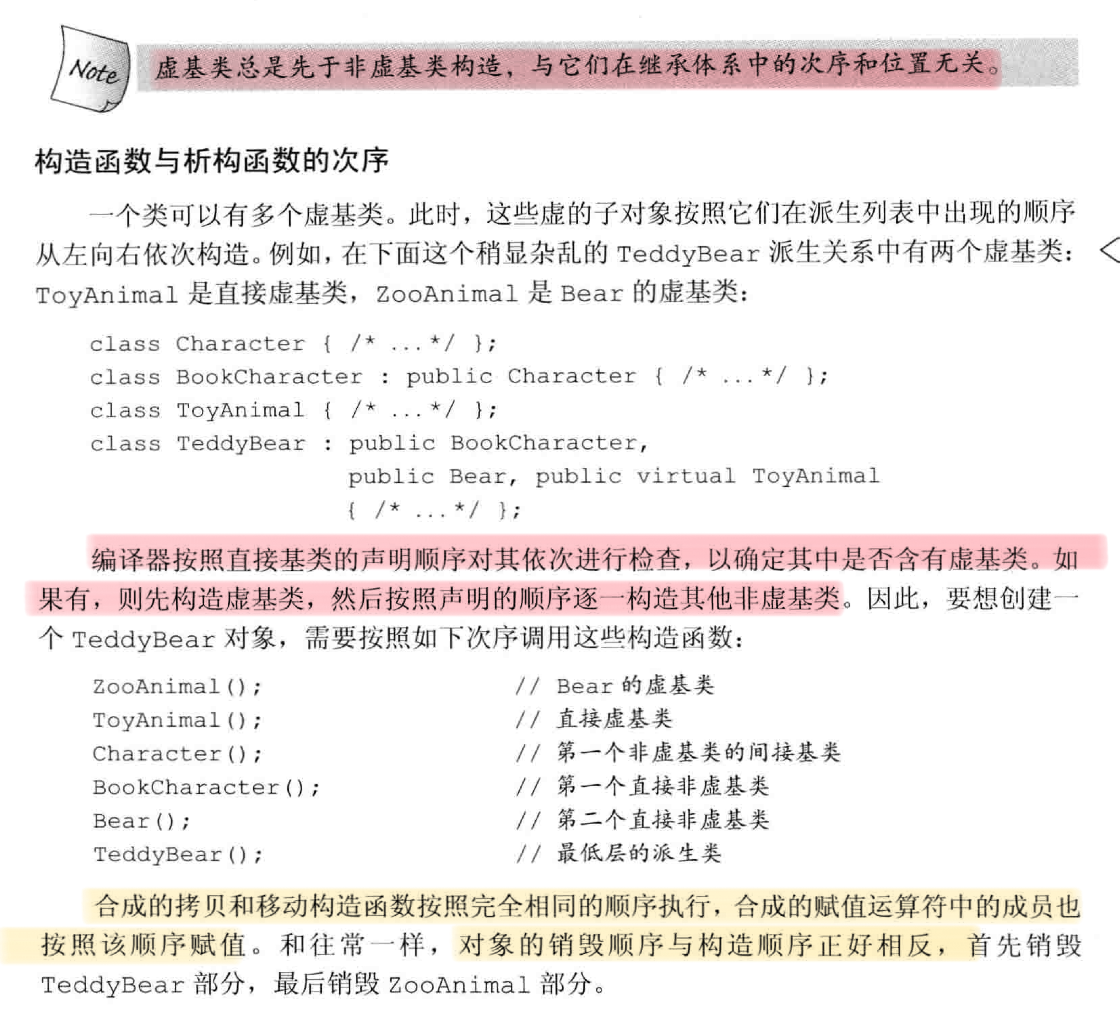 Note 虚基类总是先于非虚基类构造，与它们在继承体系中的次序和位置无关。
构造函数与析构函数的次序
一个类可以有多个虚基类。此时，这些虚的子对象按照它们在派生列表中出现的顺序
从左向右依次构造。例如，在下面这个稍显杂乱的 TeddyBear 派生关系中有两个虚基类：
ToyAnimal 是直接虚基类，ZooAnimal 是 Bear 的虚基类：
class Character { /* ...*/ };
class BookCharacter : public Character { /* ...*/ };
class ToyAnimal { /* ...*/ };
class TeddyBear : public BookCharacter,
public Bear, public virtual ToyAnimal
{ /* ...*/ };
编译器按照直接基类的声明顺序对其依次进行检查，以确定其中是否含有虚基类。如
果有，则先构造虚基类，然后按照声明的顺序逐一构造其他非虚基类。因此，要想创建一
个 TeddyBear 对象，需要按照如下次序调用这些构造函数：
ZooAnimal(); // Bear 的虚基类
ToyAnimal(); // 直接虚基类
Character(); // 第一个非虚基类的间接基类
BookCharacter(); // 第一个直接非虚基类
Bear(); // 第二个直接非虚基类
TeddyBear(); // 最低层的派生类
合成的拷贝和移动构造函数按照完全相同的顺序执行，合成的赋值运算符中的成员也
按照该顺序赋值。和往常一样，对象的销毁顺序与构造顺序正好相反，首先销毁
TeddyBear 部分，最后销毁 ZooAnimal 部分。